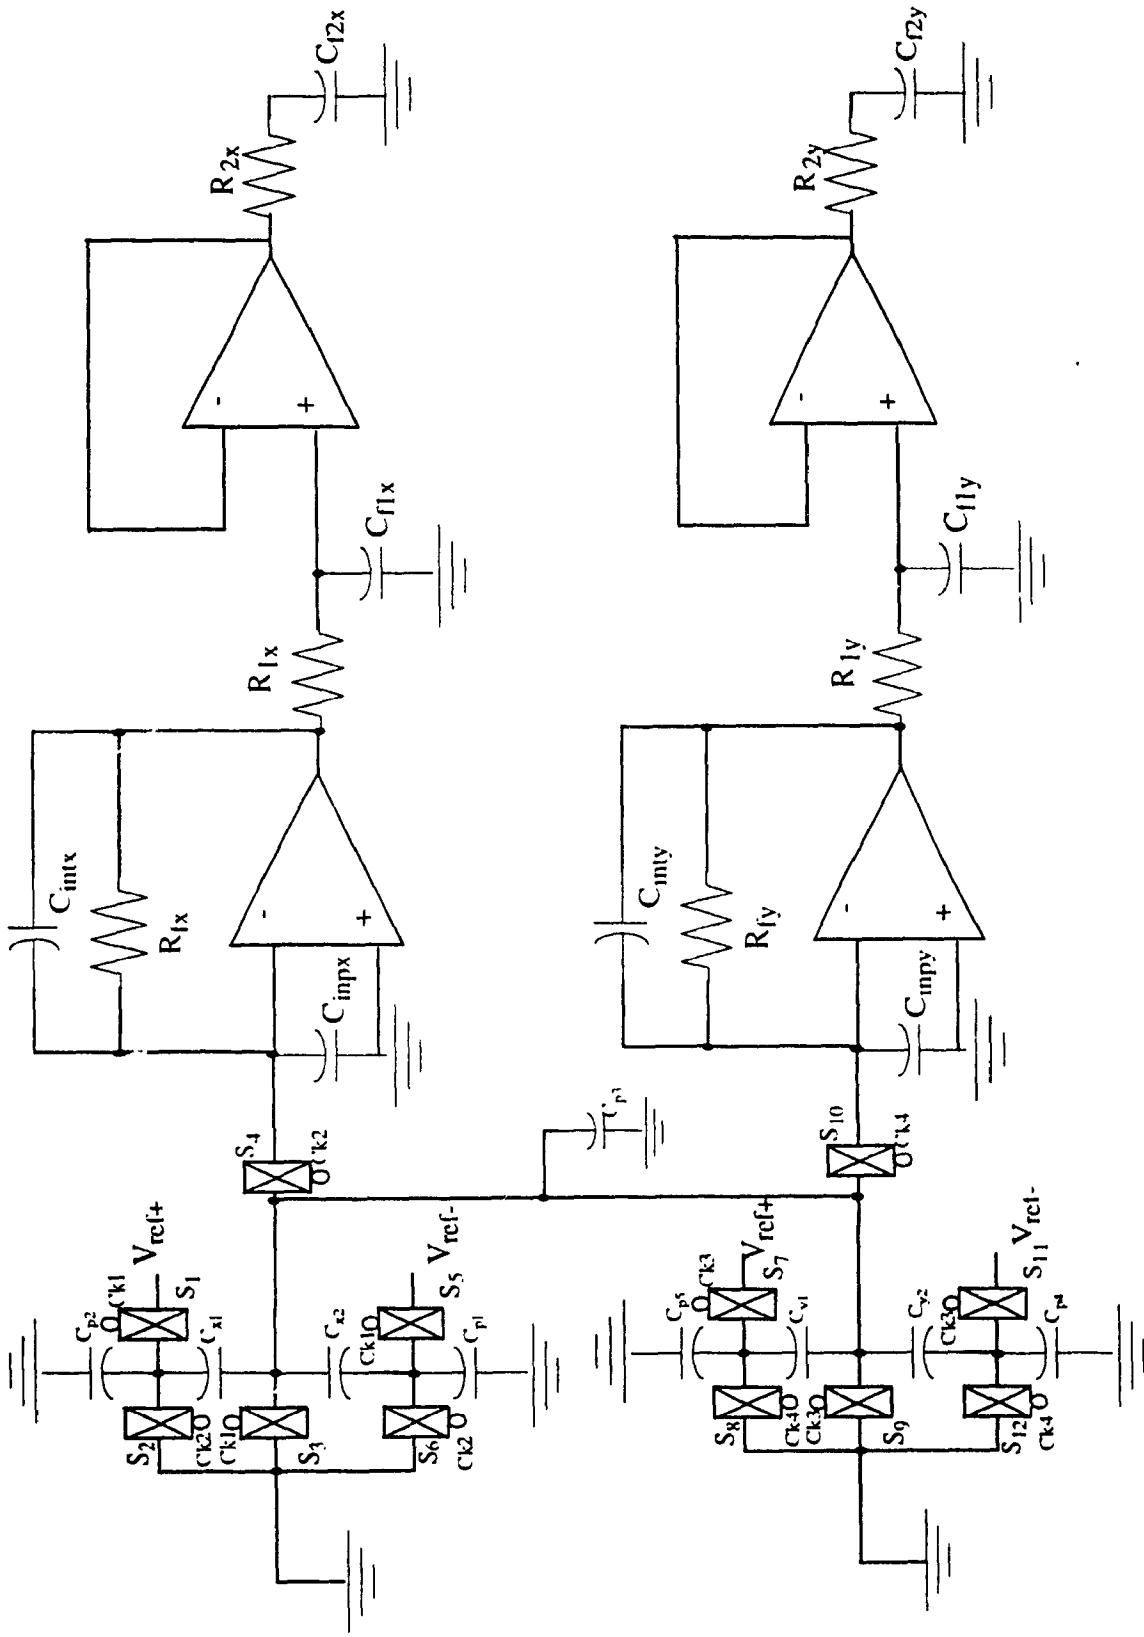 C_f2x
R_2x
-
+
C_f1x
R_1x
C_intx
R_fx
-
+
C_inpx
S_4
Ck2
C_p3
V_ref+
Ck1
S_1
C_p2
C_x1
S_2
Ck2
Ck1
S_3
C_x2
Ck1
V_ref-
S_5
C_p1
S_6
Ck2
C_f2y
R_2y
-
+
C_f1y
R_1y
C_inty
R_fy
-
+
C_inpy
S_10
Ck4
V_ref+
Ck3
S_7
C_p5
C_y1
S_8
Ck4
Ck3
S_9
C_y2
Ck3
V_ref-
S_11
C_p4
S_12
Ck4